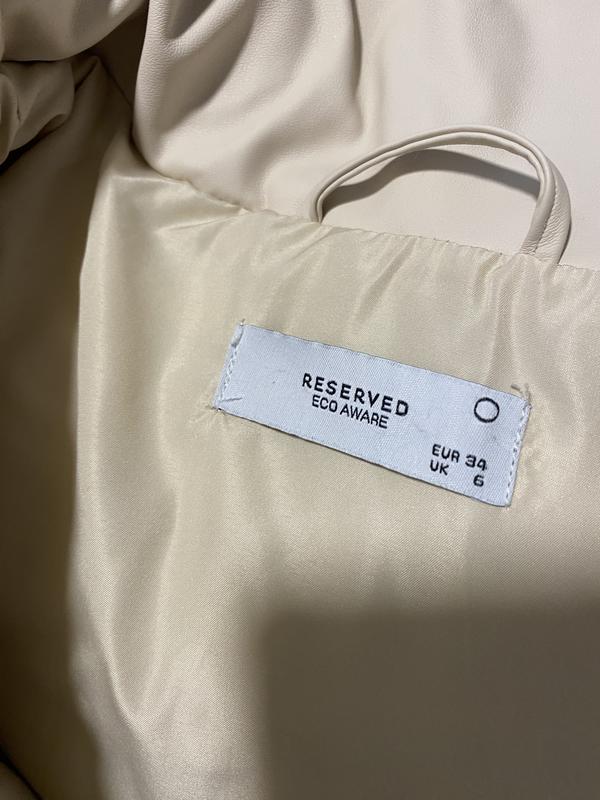 RESERVED
ECO AWARE
EUR 34
UK 6